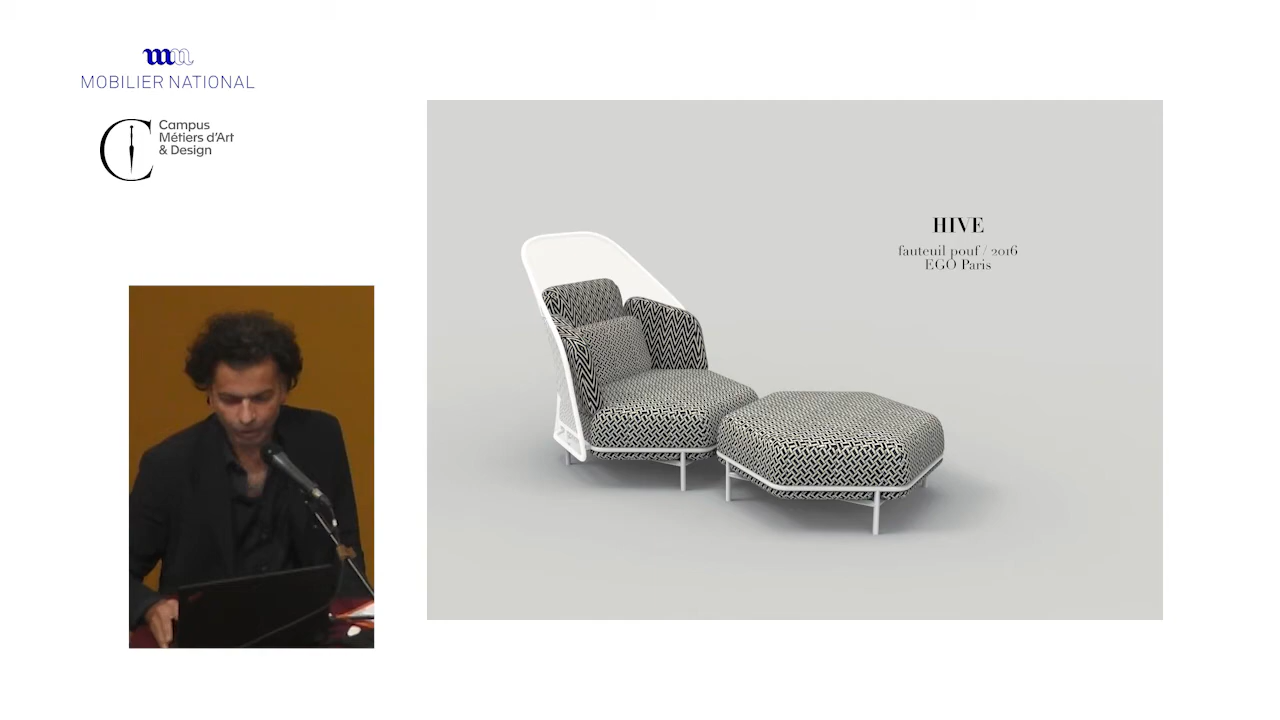 MOBILIER NATIONAL
Campus
Métiers d'Art
& Design
HIVE
fauteuil pouf / 2016
EGO Paris